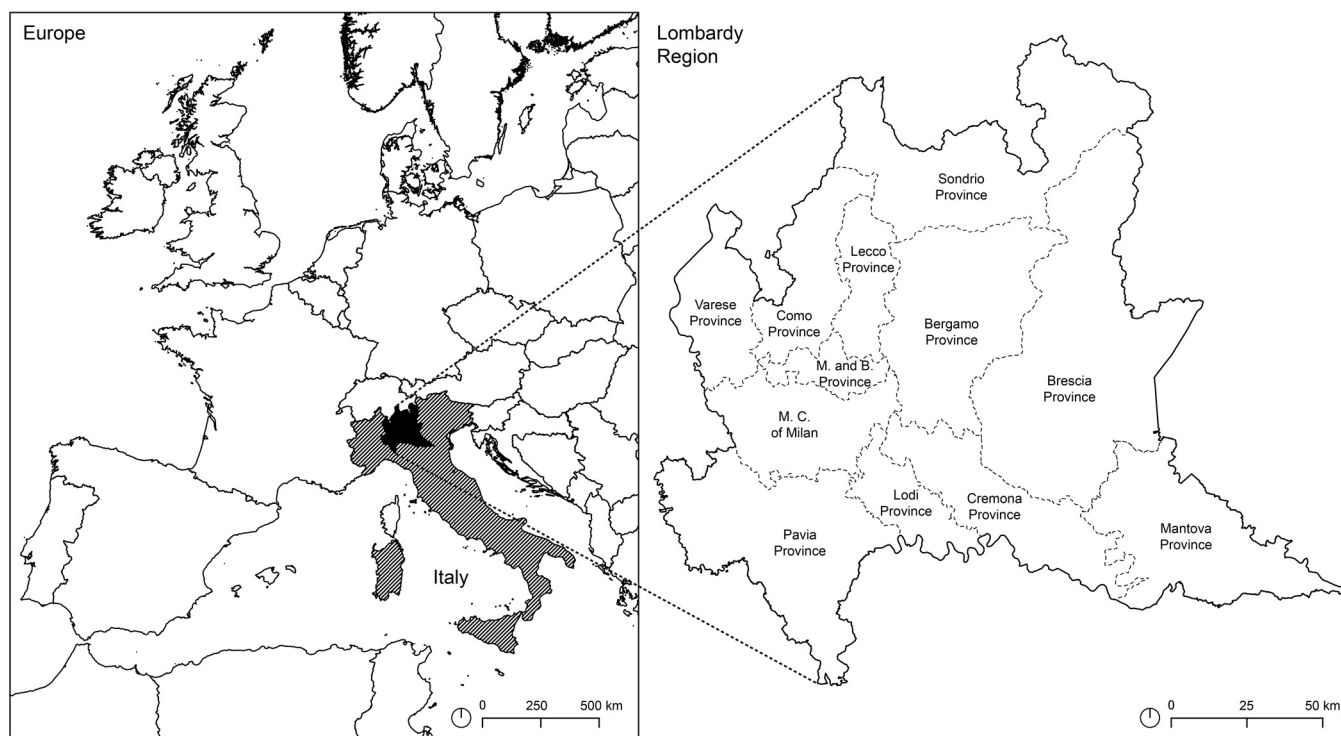 Europe
Italy
0 250 500 km
Lombardy
Region
Sondrio
Province
Lecco
Province
Varese
Province
Como
Province
Bergamo
Province
M. and B.
Province
Brescia
Province
M. C.
of Milan
Lodi
Province
Cremona
Province
Pavia
Province
Mantova
Province
0 25 50 km